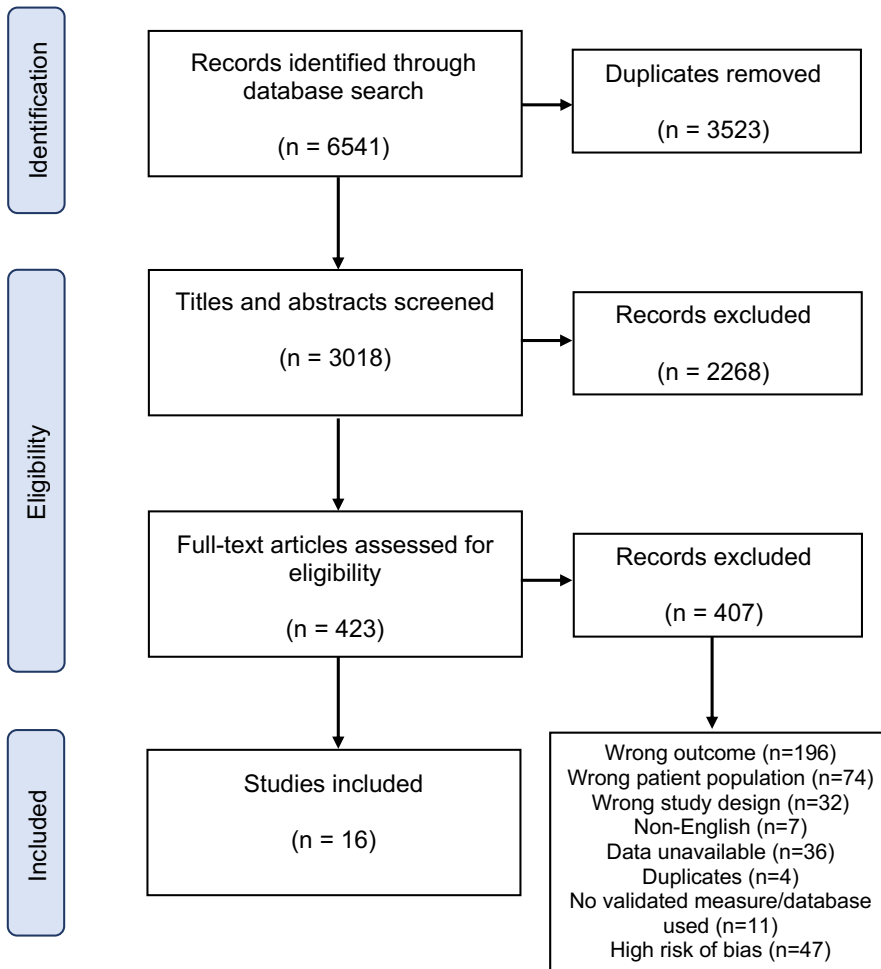 Identification
Records identified through
database search
(n = 6541)
Duplicates removed
(n = 3523)
Eligibility
Titles and abstracts screened
(n = 3018)
Records excluded
(n = 2268)
Full-text articles assessed for
eligibility
(n = 423)
Records excluded
(n = 407)
Included
Studies included
(n = 16)
Wrong outcome (n=196)
Wrong patient population (n=74)
Wrong study design (n=32)
Non-English (n=7)
Data unavailable (n=36)
Duplicates (n=4)
No validated measure/database
used (n=11)
High risk of bias (n=47)